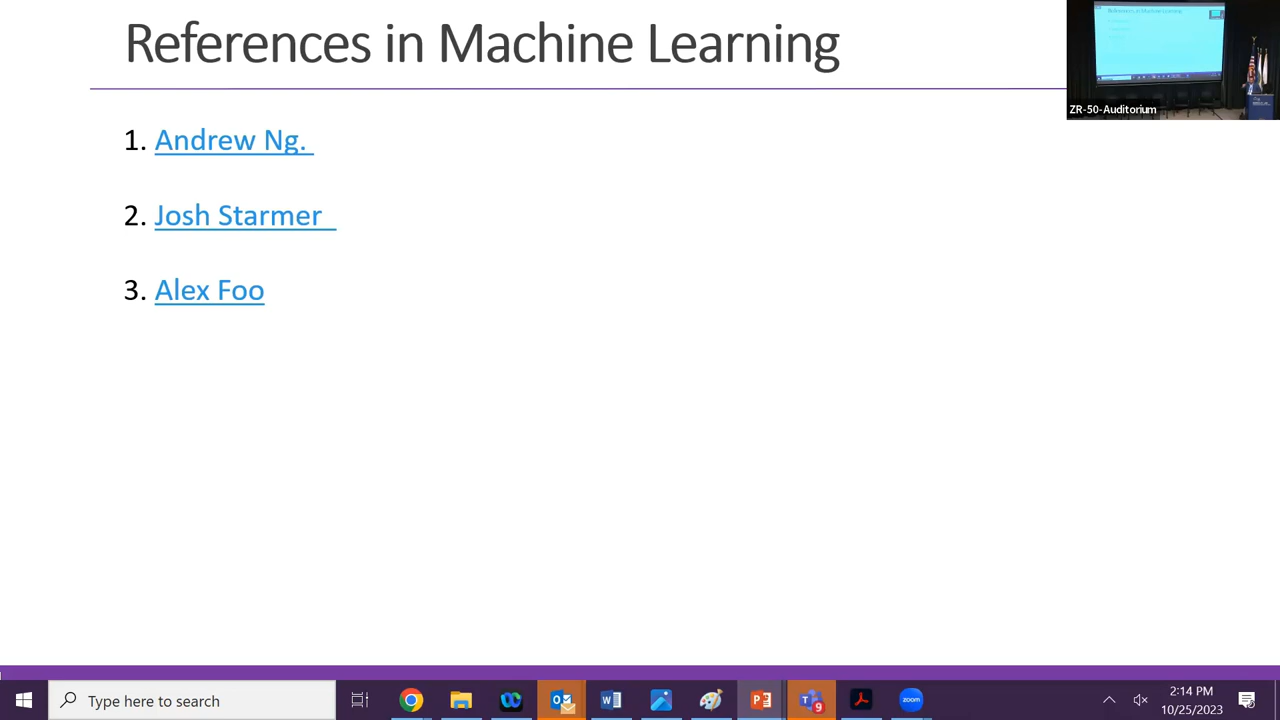 References in Machine Learning
ZR-50-Auditorium
1. Andrew Ng.
2. Josh Starmer
3. Alex Foo
Type here to search
9
2:14 PM
10/25/2023